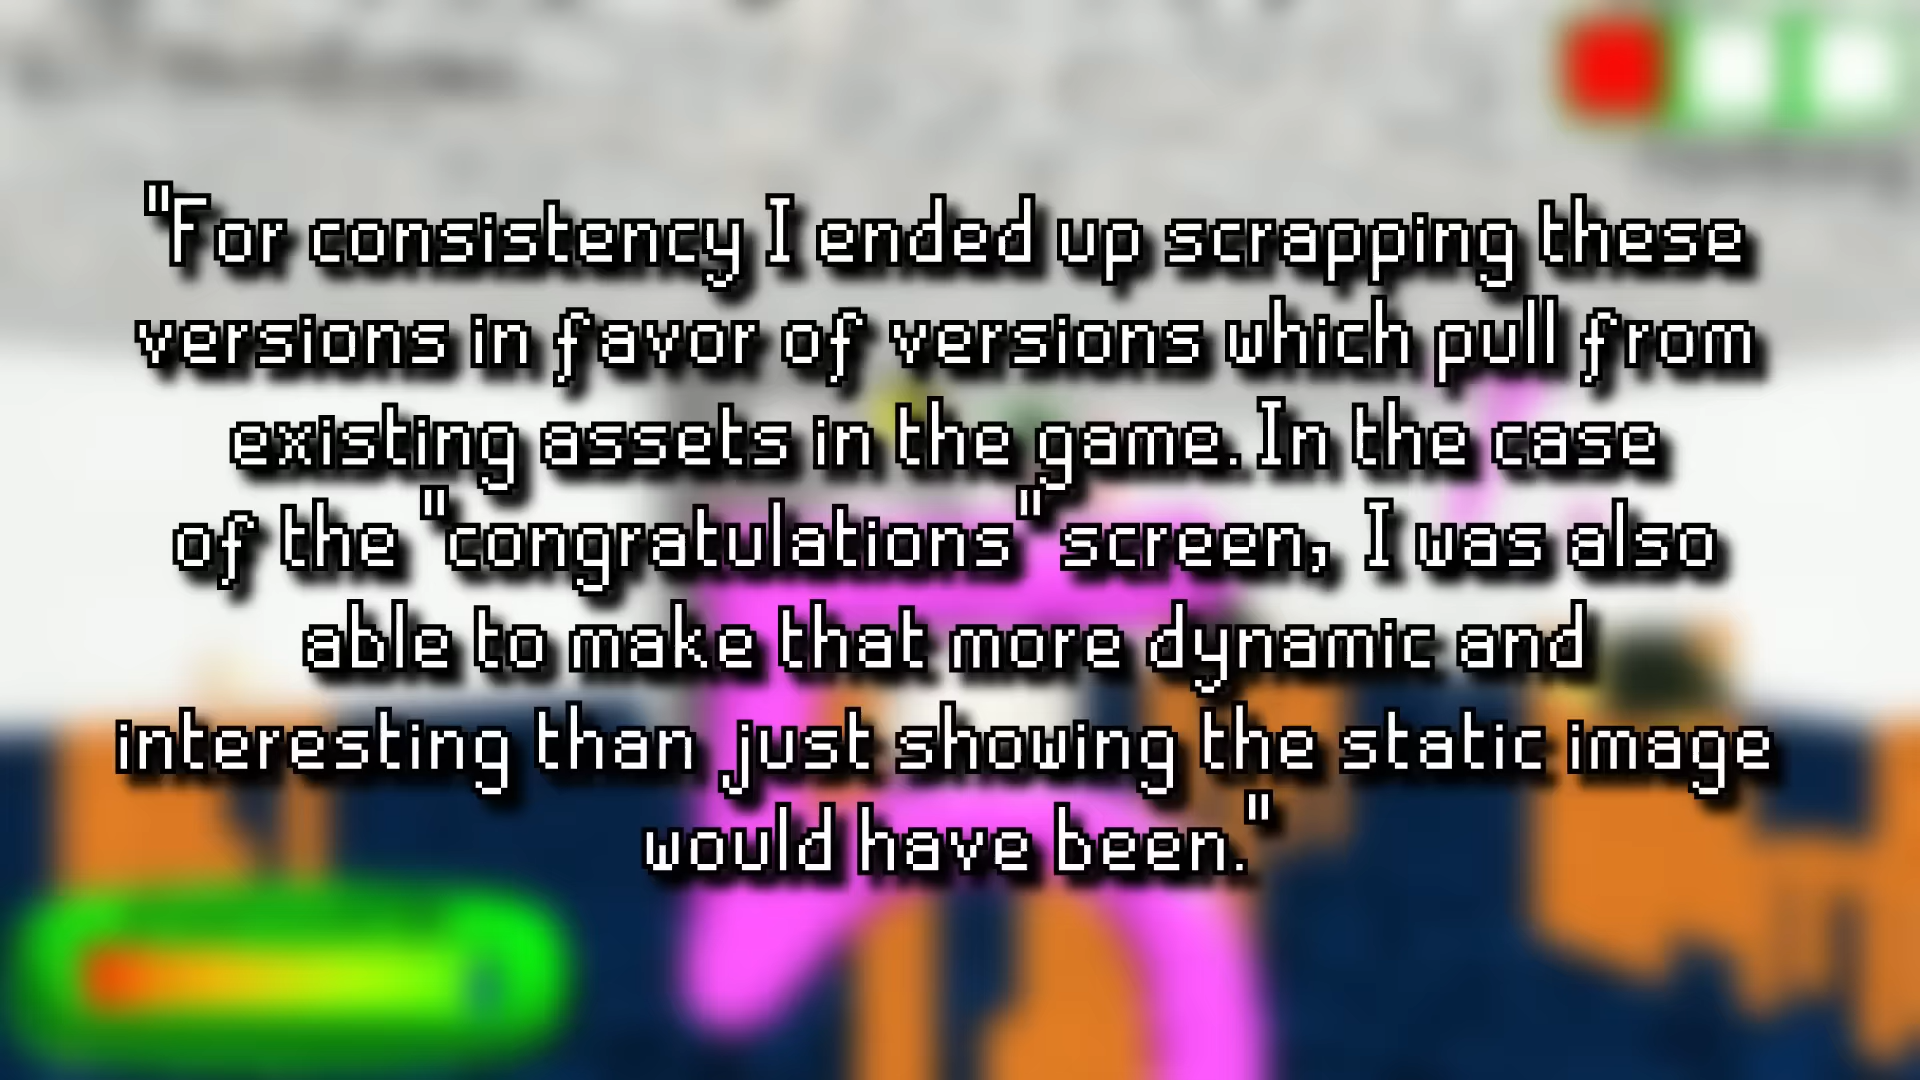 "For consistency I ended up scrapping these
versions in favor of versions which pull from
existing assets in the game. In the case
of the "congratulations" screen, I was also
able to make that more dynamic and
interesting than just showing the static image
would have been."